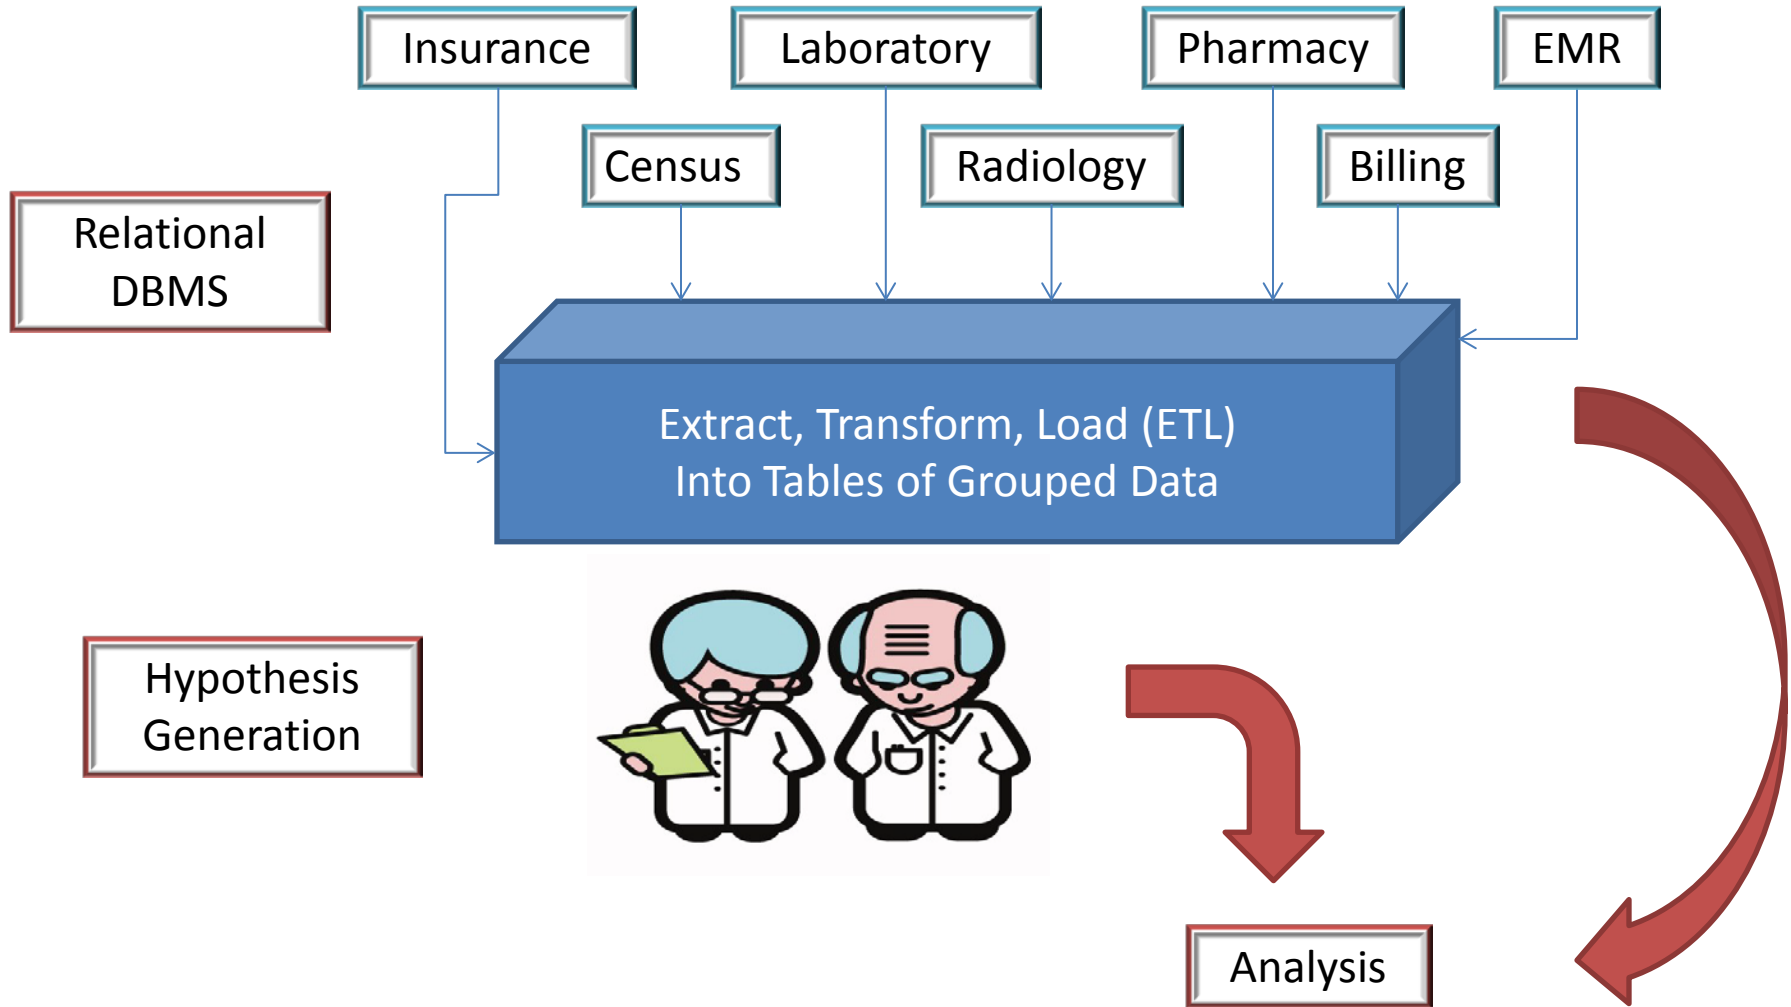 Insurance
Laboratory
Pharmacy
EMR
Census
Radiology
Billing
Relational
DBMS
Extract, Transform, Load (ETL)
Into Tables of Grouped Data
Hypothesis
Generation
Analysis